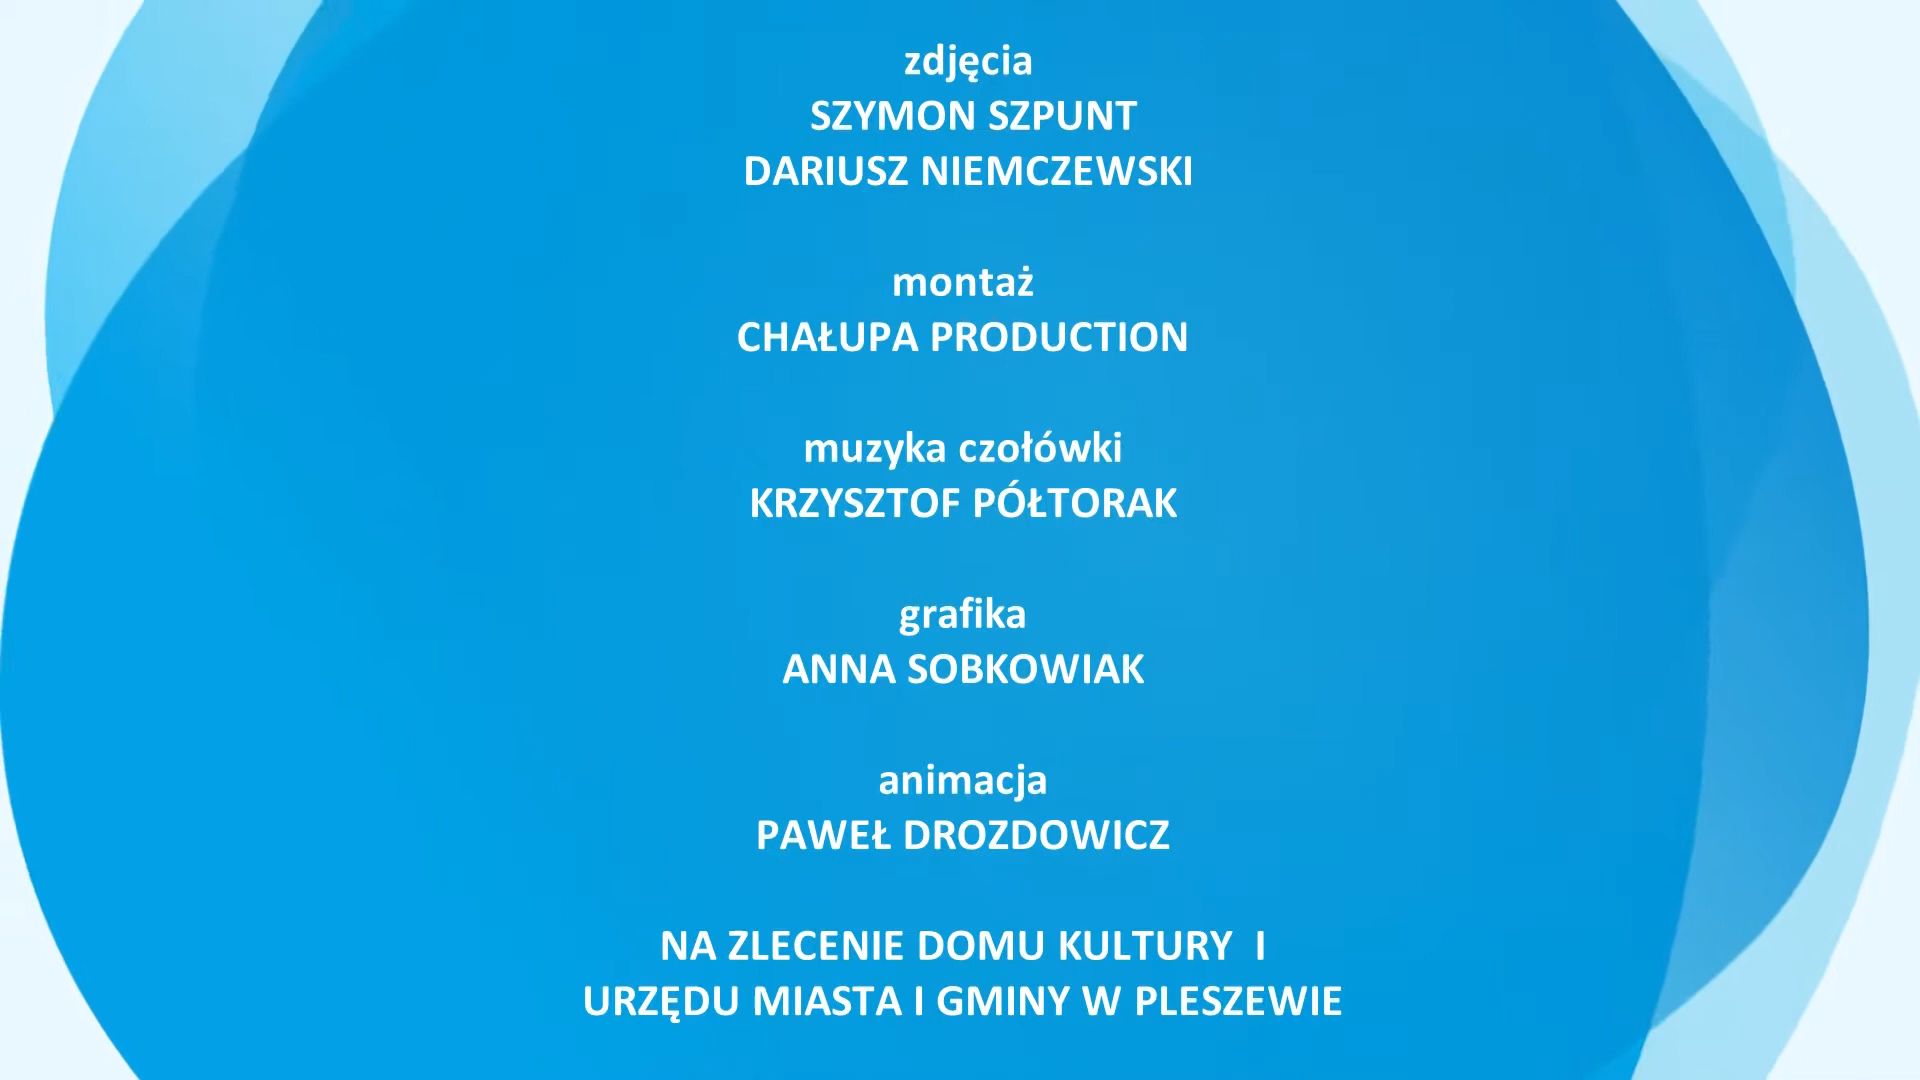 zdjęcia
SZYMON SZPUNT
DARIUSZ NIEMCZEWSKI
montaż
CHAŁUPA PRODUCTION
muzyka czołówki
KRZYSZTOF PÓŁTORAK
grafika
ANNA SOBKOWIAK
animacja
PAWEŁ DROZDOWICZ
NA ZLECENIE DOMU KULTURY I
URZĘDU MIASTA I GMINY W PLESZEWIE